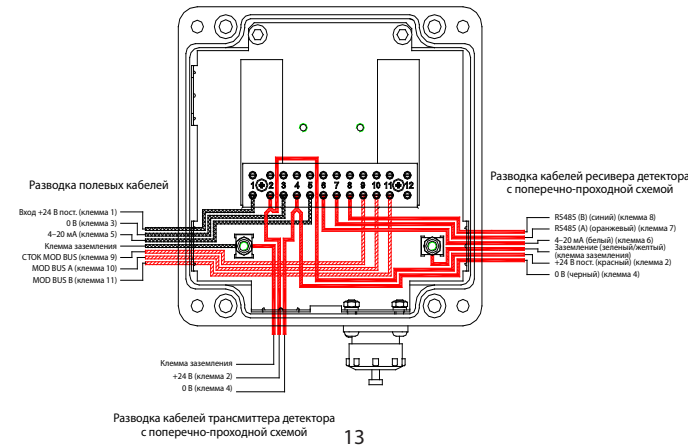 1 2 3 4 5 6 7 8 9 10 11 12
Разводка полевых кабелей
Вход +24 В пост. (клемма 1)
0 В (клемма 3)
4–20 мА (клемма 5)
Клемма заземления
СТОК MOD BUS (клемма 9)
MOD BUS A (клемма 10)
MOD BUS B (клемма 11)
Разводка кабелей ресивера детектора
с поперечно-проходной схемой
RS485 (B) (синий) (клемма 8)
RS485 (A) (оранжевый) (клемма 7)
4–20 мА (белый) (клемма 6)
Заземление (зеленый/желтый)
(клемма заземления)
+24 В пост. (красный) (клемма 2)
0 В (черный) (клемма 4)
Клемма заземления
+24 В (клемма 2)
0 В (клемма 4)
Разводка кабелей трансмиттера детектора
с поперечно-проходной схемой
13